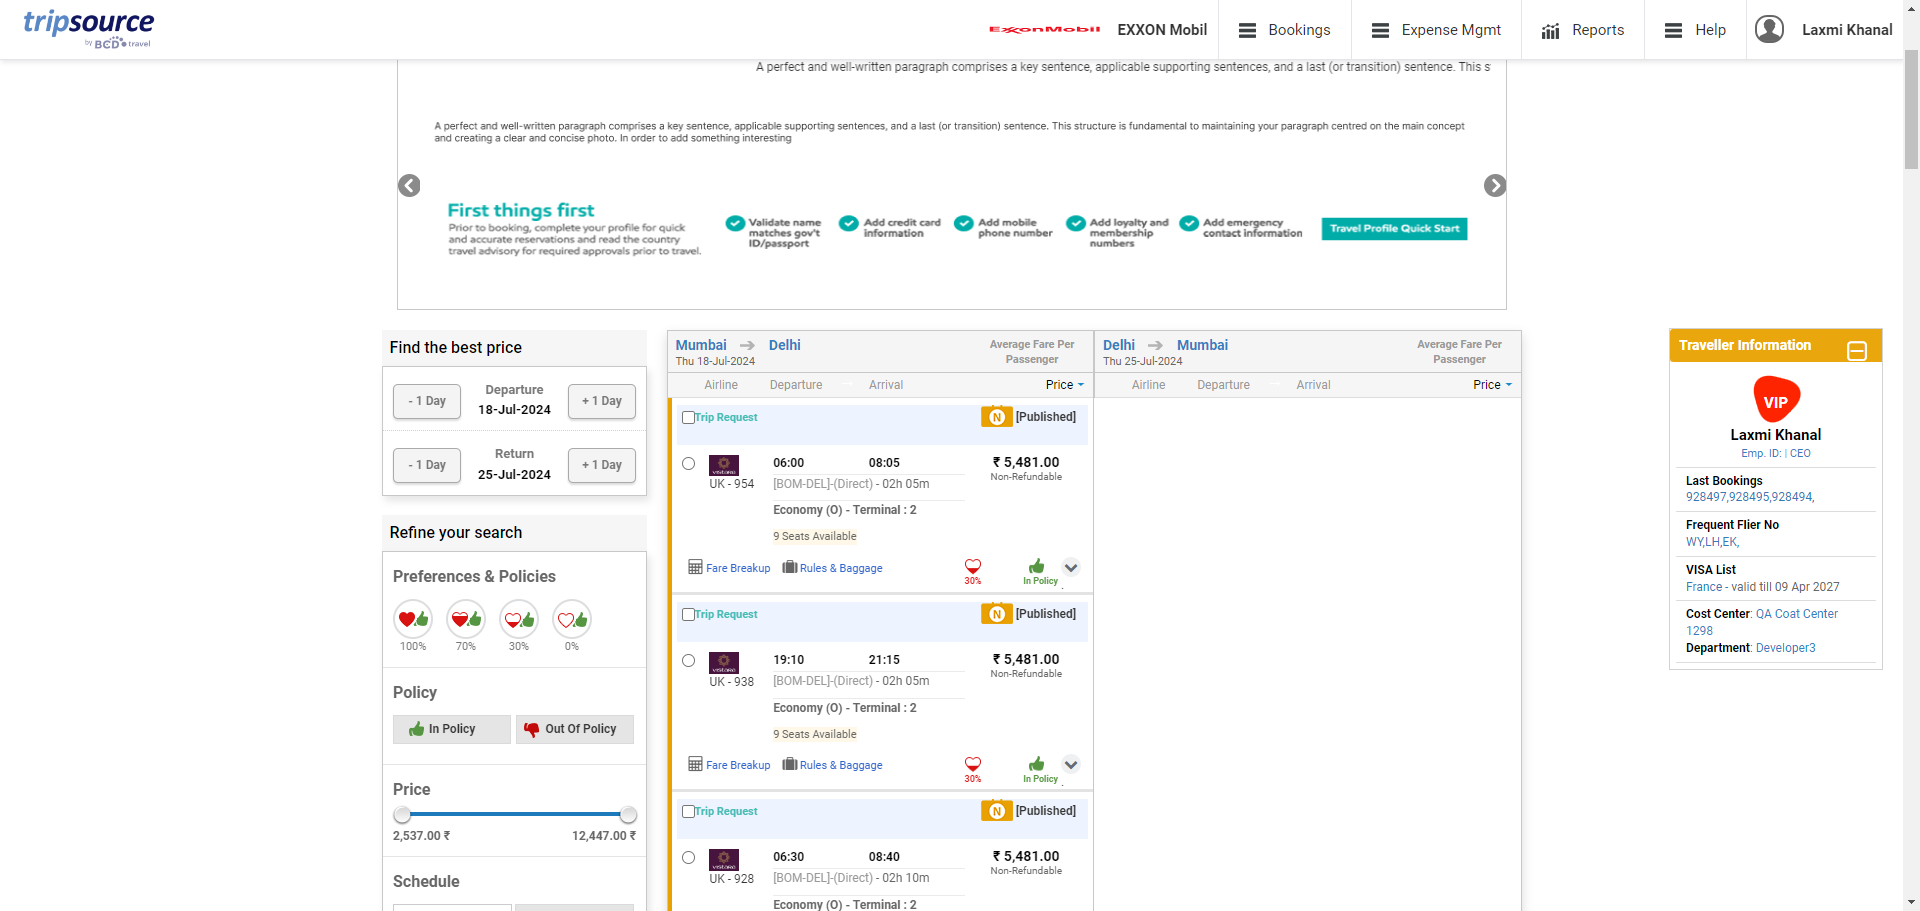 tripsource
by BCD travel
ExxonMobil
EXXON Mobil
Bookings
Expense Mgmt
Reports
Help
Laxmi Khanal
A perfect and well-written paragraph comprises a key sentence, applicable supporting sentences, and a last (or transition) sentence. This s
A perfect and well-written paragraph comprises a key sentence, applicable supporting sentences, and a last (or transition) sentence. This structure is fundamental to maintaining your paragraph centred on the main concept
and creating a clear and concise photo. In order to add something interesting
First things first
Prior to booking, complete your profile for quick
and accurate reservations and read the country
travel advisory for required approvals prior to travel.
Validate name
matches gov't
ID/passport
Add credit card
information
Add mobile
phone number
Add loyalty and
membership
numbers
Add emergency
contact information
Travel Profile Quick Start
Find the best price
- 1 Day
Departure
18-Jul-2024
+ 1 Day
- 1 Day
Return
25-Jul-2024
+ 1 Day
Refine your search
Preferences & Policies
100%
70%
30%
0%
Policy
In Policy
Out Of Policy
Price
2,537.00 ₹
12,447.00 ₹
Schedule
Mumbai
Delhi
Thu 18-Jul-2024
Average Fare Per
Passenger
Airline
Departure
Arrival
Price
Trip Request
N
[Published]
vistara
UK - 954
06:00
08:05
[BOM-DEL]-(Direct) - 02h 05m
Economy (O) - Terminal : 2
9 Seats Available
₹ 5,481.00
Non-Refundable
Fare Breakup
Rules & Baggage
30%
In Policy
Trip Request
N
[Published]
vistara
UK - 938
19:10
21:15
[BOM-DEL]-(Direct) - 02h 05m
Economy (O) - Terminal : 2
9 Seats Available
₹ 5,481.00
Non-Refundable
Fare Breakup
Rules & Baggage
30%
In Policy
Trip Request
N
[Published]
vistara
UK - 928
06:30
08:40
[BOM-DEL]-(Direct) - 02h 10m
Economy (O) - Terminal : 2
₹ 5,481.00
Non-Refundable
Delhi
Mumbai
Thu 25-Jul-2024
Average Fare Per
Passenger
Airline
Departure
Arrival
Price
Traveller Information
VIP
Laxmi Khanal
Emp. ID: | CEO
Last Bookings
928497,928495,928494,
Frequent Flier No
WY,LH,EK,
VISA List
France - valid till 09 Apr 2027
Cost Center: QA Coat Center
1298
Department: Developer3